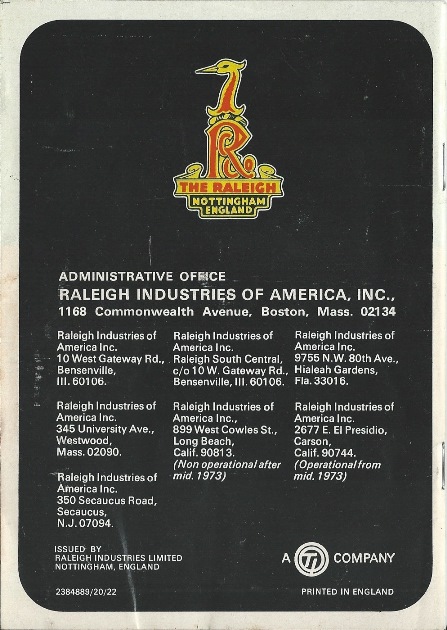 R
THE RALEIGH
NOTTINGHAM
ENGLAND
ADMINISTRATIVE OFFICE
RALEIGH INDUSTRIES OF AMERICA, INC.,
1168 Commonwealth Avenue, Boston, Mass. 02134
Raleigh Industries of
America Inc.
10 West Gateway Rd.,
Bensenville,
Ill. 60106.
Raleigh Industries of
America Inc.
Raleigh South Central,
c/o 10 W. Gateway Rd.,
Bensenville, Ill. 60106.
Raleigh Industries of
America Inc.
9755 N.W. 80th Ave.,
Hialeah Gardens,
Fla. 33016.
Raleigh Industries of
America Inc.
345 University Ave.,
Westwood,
Mass. 02090.
Raleigh Industries of
America Inc.,
899 West Cowles St.,
Long Beach,
Calif. 90813.
(Non operational after
mid. 1973)
Raleigh Industries of
America Inc.
2677 E. El Presidio,
Carson,
Calif. 90744.
(Operational from
mid. 1973)
Raleigh Industries of
America Inc.
350 Secaucus Road,
Secaucus,
N.J. 07094.
ISSUED BY
RALEIGH INDUSTRIES LIMITED
NOTTINGHAM, ENGLAND
A TI COMPANY
2384889/20/22
PRINTED IN ENGLAND